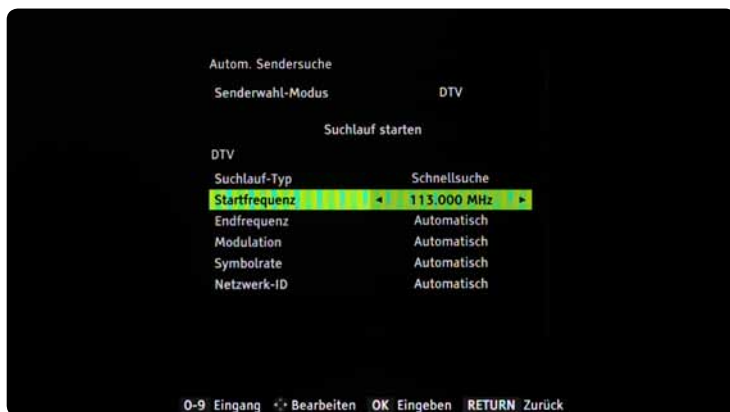 Autom. Sendersuche
Senderwahl-Modus DTV
Suchlauf starten
DTV
Suchlauf-Typ Schnellsuche
Startfrequenz 113.000 MHz
Endfrequenz Automatisch
Modulation Automatisch
Symbolrate Automatisch
Netzwerk-ID Automatisch
0-9 Eingang Bearbeiten OK Eingeben RETURN Zurück